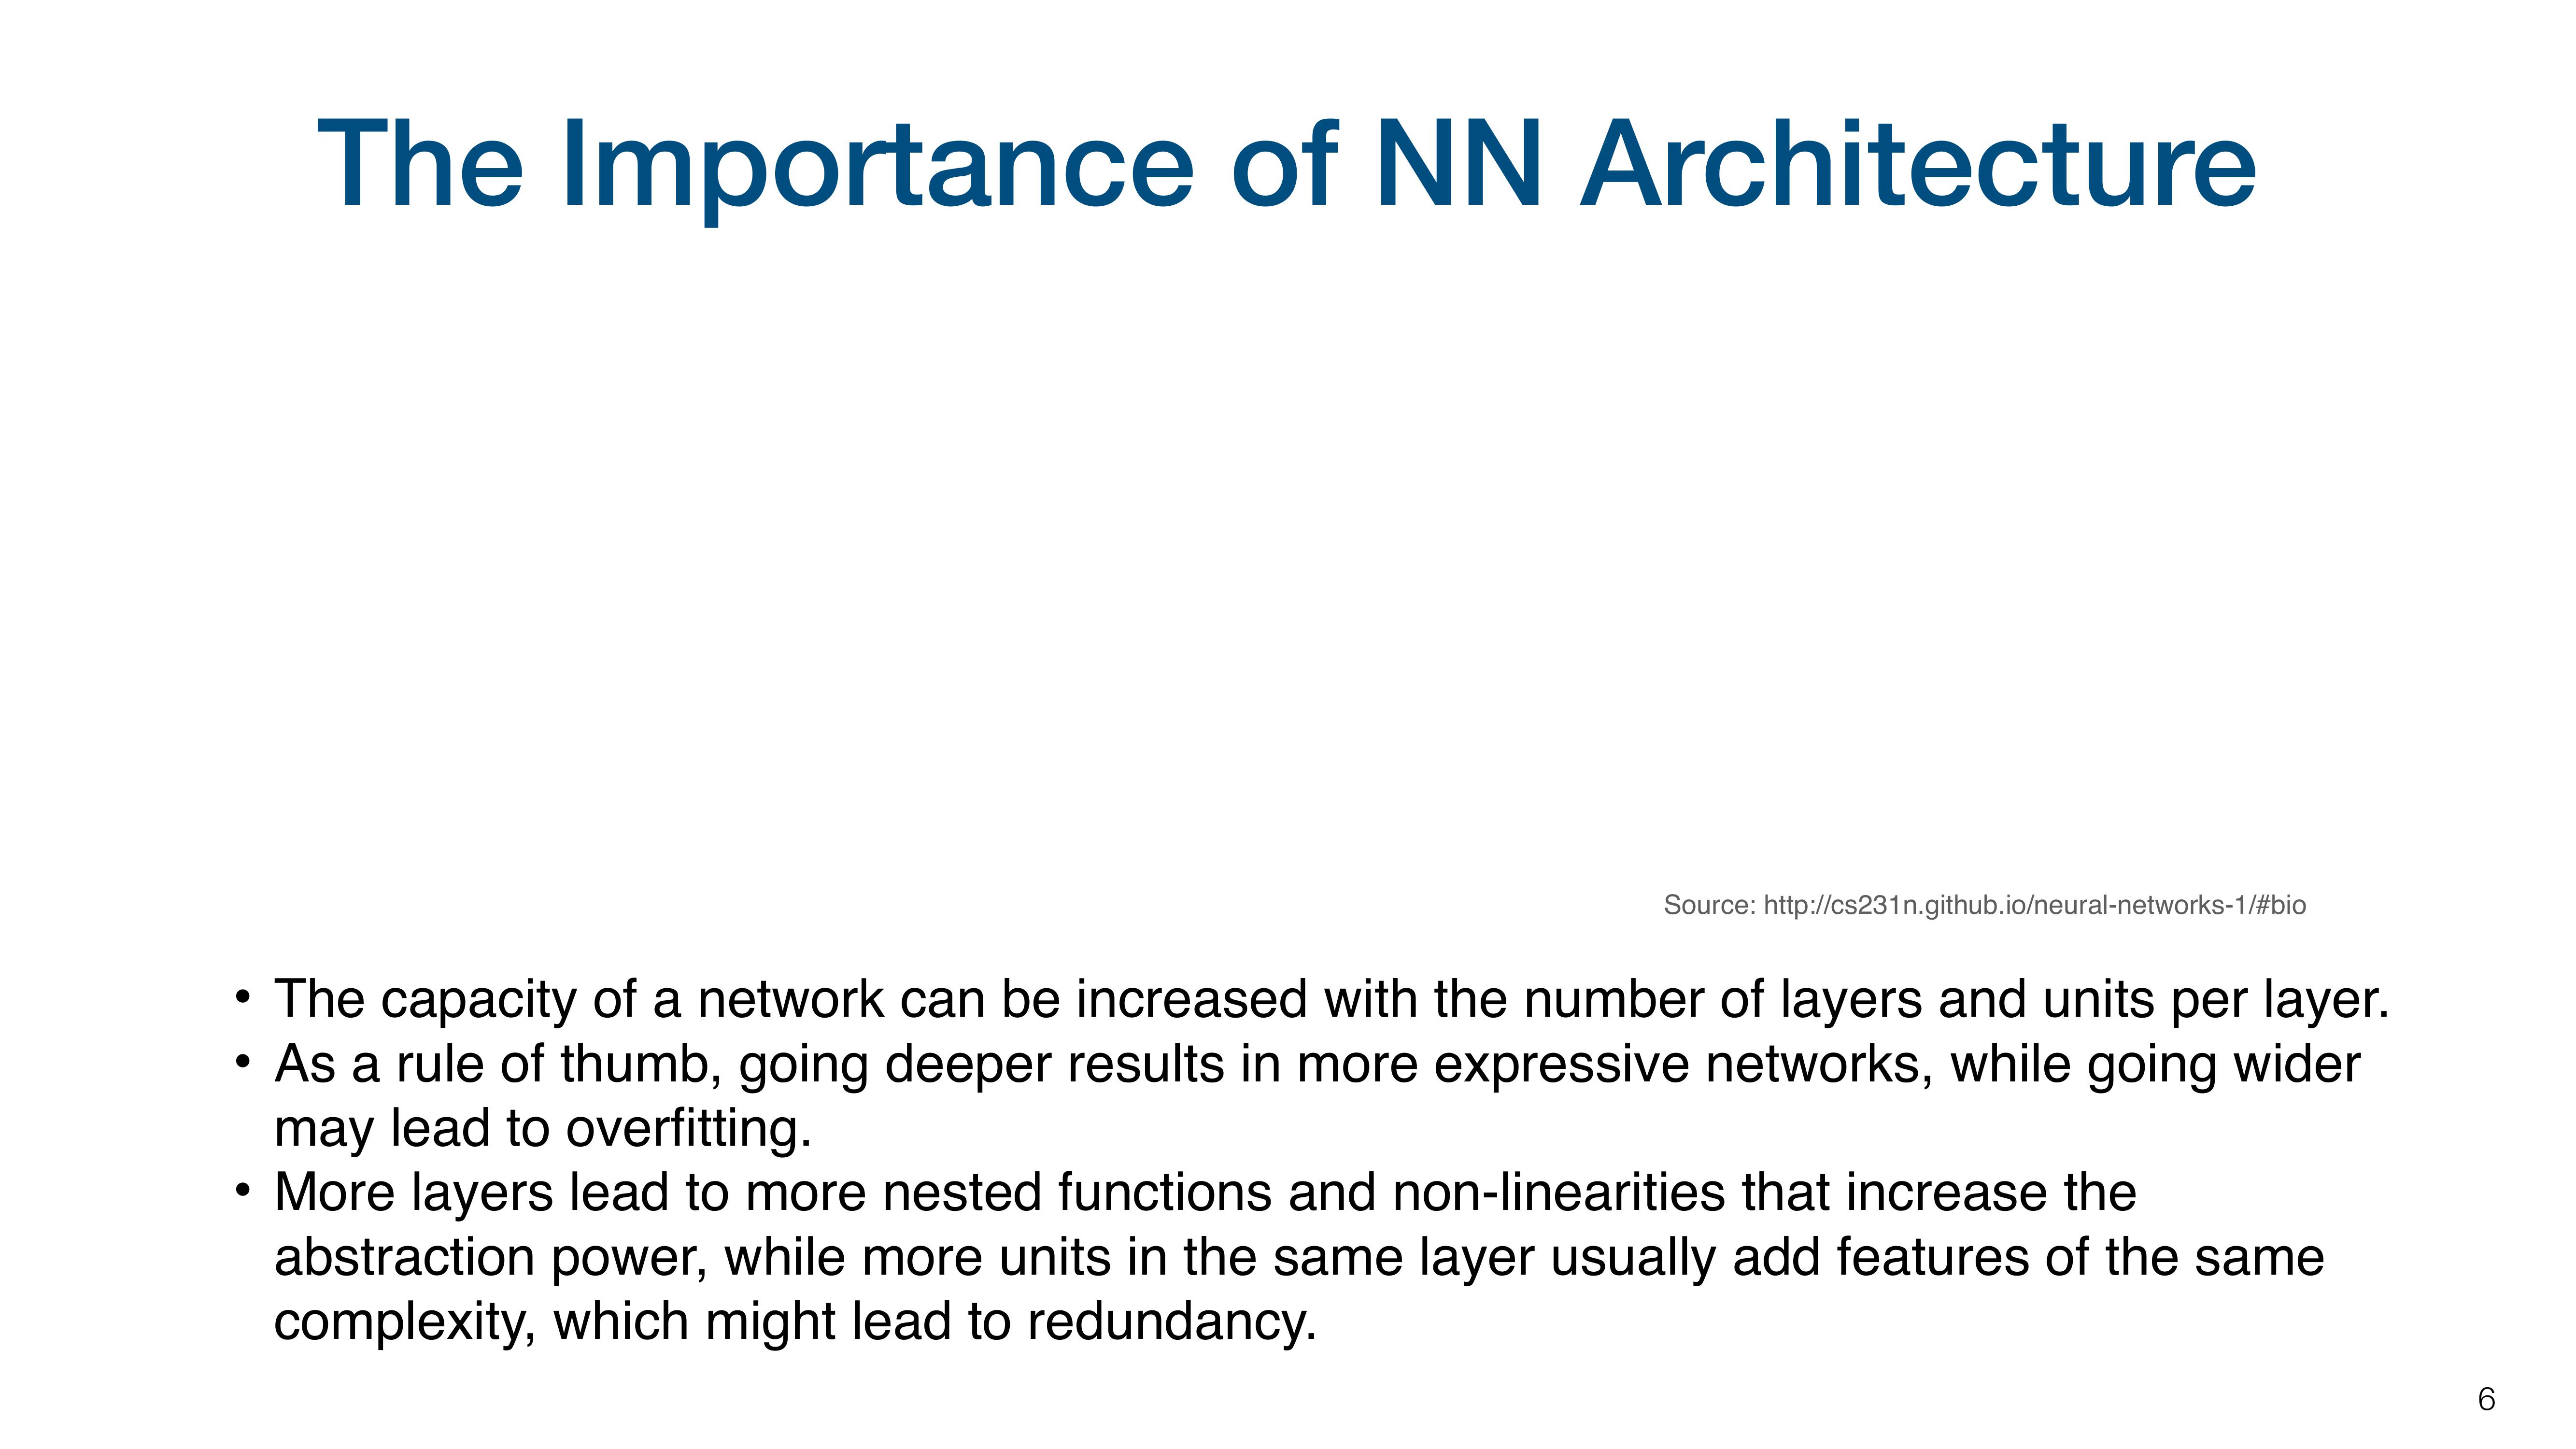 The Importance of NN Architecture
Source: http://cs231n.github.io/neural-networks-1/#bio
• The capacity of a network can be increased with the number of layers and units per layer.
• As a rule of thumb, going deeper results in more expressive networks, while going wider
may lead to overfitting.
• More layers lead to more nested functions and non-linearities that increase the
abstraction power, while more units in the same layer usually add features of the same
complexity, which might lead to redundancy.
6